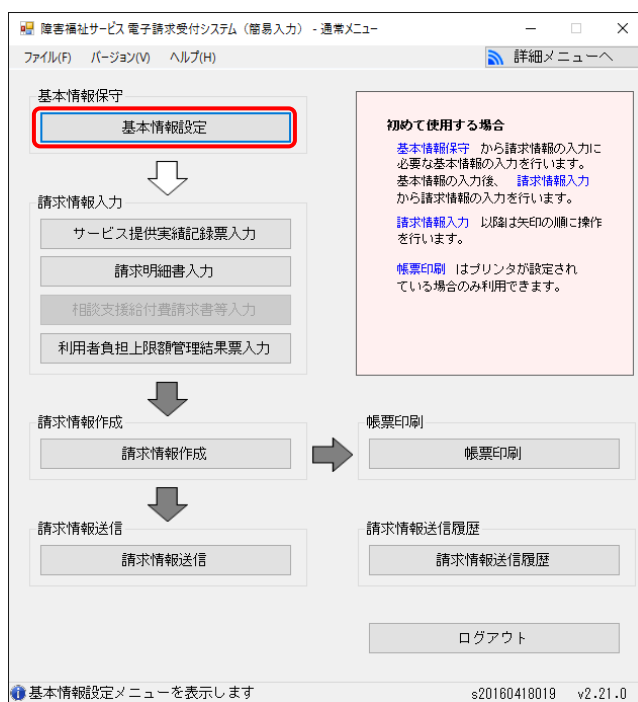 障害福祉サービス 電子請求受付システム（簡易入力） - 通常メニュー
ファイル(F) バージョン(V) ヘルプ(H) 詳細メニューへ
基本情報保守
基本情報設定
請求情報入力
サービス提供実績記録票入力
請求明細書入力
相談支援給付費請求書等入力
利用者負担上限額管理結果票入力
初めて使用する場合
基本情報保守 から請求情報の入力に
必要な基本情報の入力を行います。
基本情報の入力後、 請求情報入力
から請求情報の入力を行います。
請求情報入力 以降は矢印の順に操作
を行います。
帳票印刷 はプリンタが設定され
ている場合のみ利用できます。
請求情報作成
請求情報作成
帳票印刷
帳票印刷
請求情報送信
請求情報送信
請求情報送信履歴
請求情報送信履歴
ログアウト
基本情報設定メニューを表示します s20160418019 v2.21.0